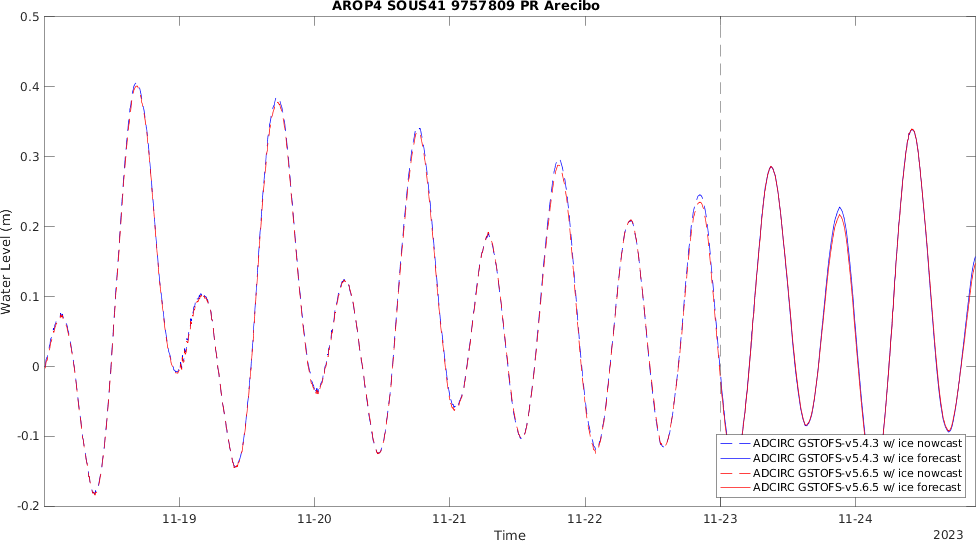 AROP4 SOUS41 9757809 PR Arecibo
0.5
0.4
0.3
0.2
0.1
0
-0.1
-0.2
Water Level (m)
ADCIRC GSTOFS-v5.4.3 w/ ice nowcast
ADCIRC GSTOFS-v5.4.3 w/ ice forecast
ADCIRC GSTOFS-v5.6.5 w/ ice nowcast
ADCIRC GSTOFS-v5.6.5 w/ ice forecast
11-19 11-20 11-21 11-22 11-23 11-24
Time
2023